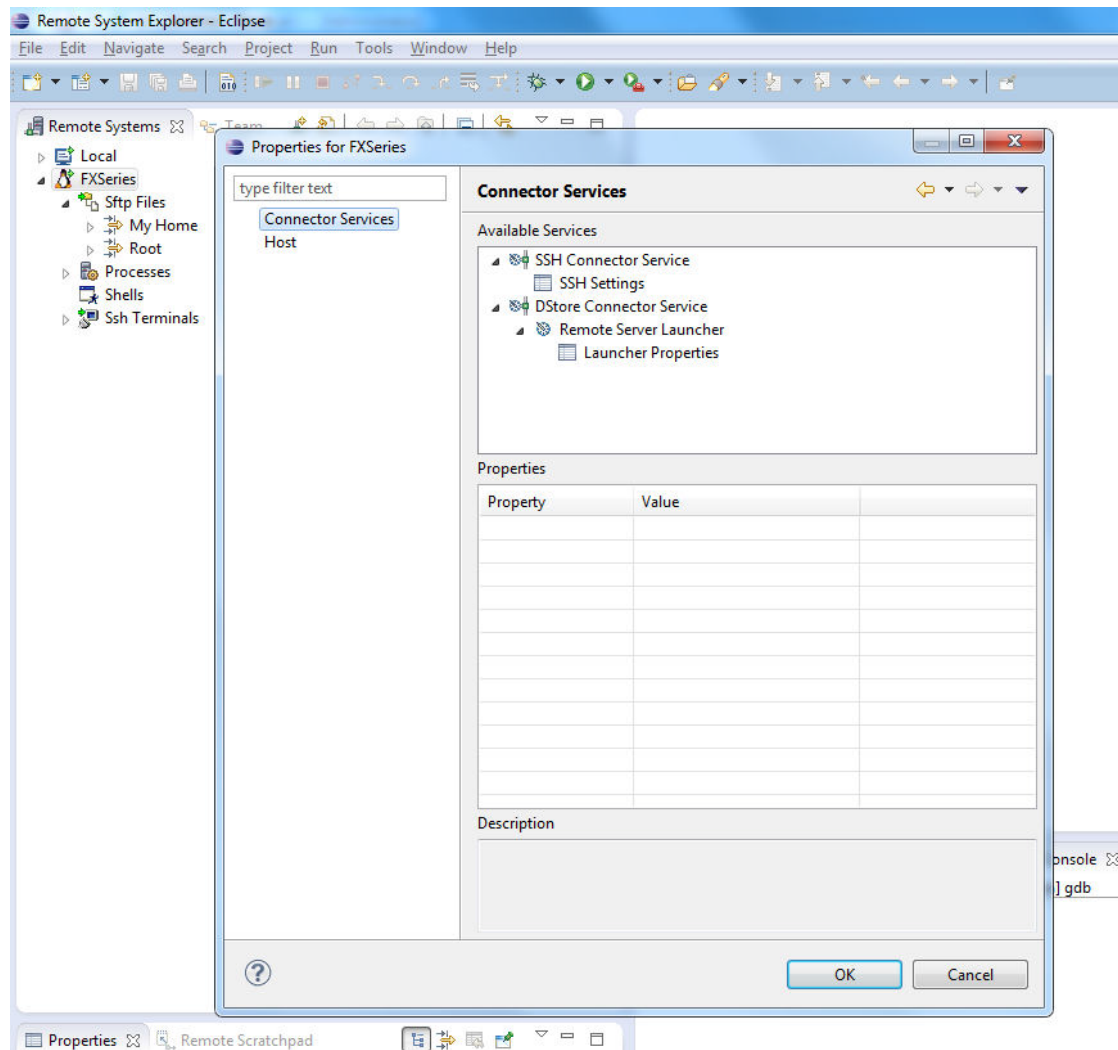 Remote System Explorer - Eclipse
File Edit Navigate Search Project Run Tools Window Help
010
Remote Systems Team
Local
FXSeries
Sftp Files
My Home
Root
Processes
Shells
Ssh Terminals
Properties for FXSeries
type filter text
Connector Services
Host
Connector Services
Available Services
SSH Connector Service
SSH Settings
DStore Connector Service
Remote Server Launcher
Launcher Properties
Properties
Property Value
Description
OK Cancel
onsole
] gdb
Properties Remote Scratchpad